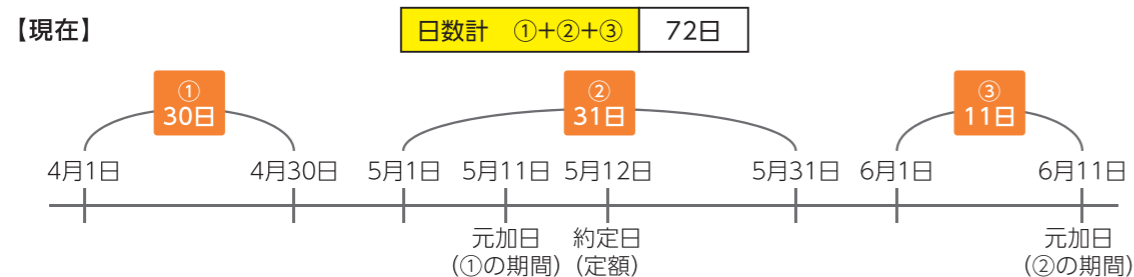 【現在】
日数計 ①+②+③ 72日
① ② ③
30日 31日 11日
4月1日 4月30日 5月1日 5月11日 5月12日 5月31日 6月1日 6月11日
元加日 約定日 元加日
(①の期間) (定額) (②の期間)